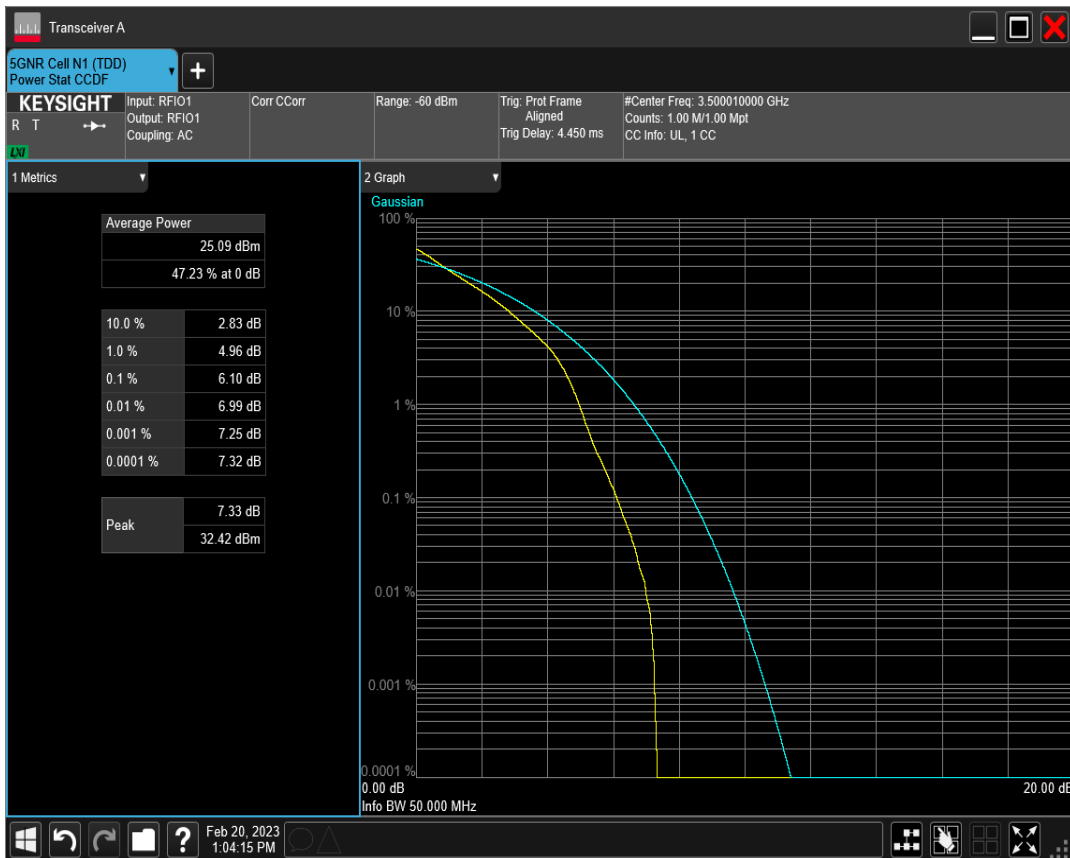 Transceiver A
5GNR Cell N1 (TDD)
Power Stat CCDF
KEYSIGHT
R T
LXI
Input: RFIO1
Output: RFIO1
Coupling: AC
Corr CCorr
Range: -60 dBm
Trig: Prot Frame
Aligned
Trig Delay: 4.450 ms
#Center Freq: 3.500010000 GHz
Counts: 1.00 M/1.00 Mpt
CC Info: UL, 1 CC
1 Metrics
Average Power
25.09 dBm
47.23 % at 0 dB
10.0 % 2.83 dB
1.0 % 4.96 dB
0.1 % 6.10 dB
0.01 % 6.99 dB
0.001 % 7.25 dB
0.0001 % 7.32 dB
Peak
7.33 dB
32.42 dBm
2 Graph
Gaussian
100 %
10 %
1 %
0.1 %
0.01 %
0.001 %
0.0001 %
0.00 dB 20.00 dB
Info BW 50.000 MHz
?
Feb 20, 2023
1:04:15 PM